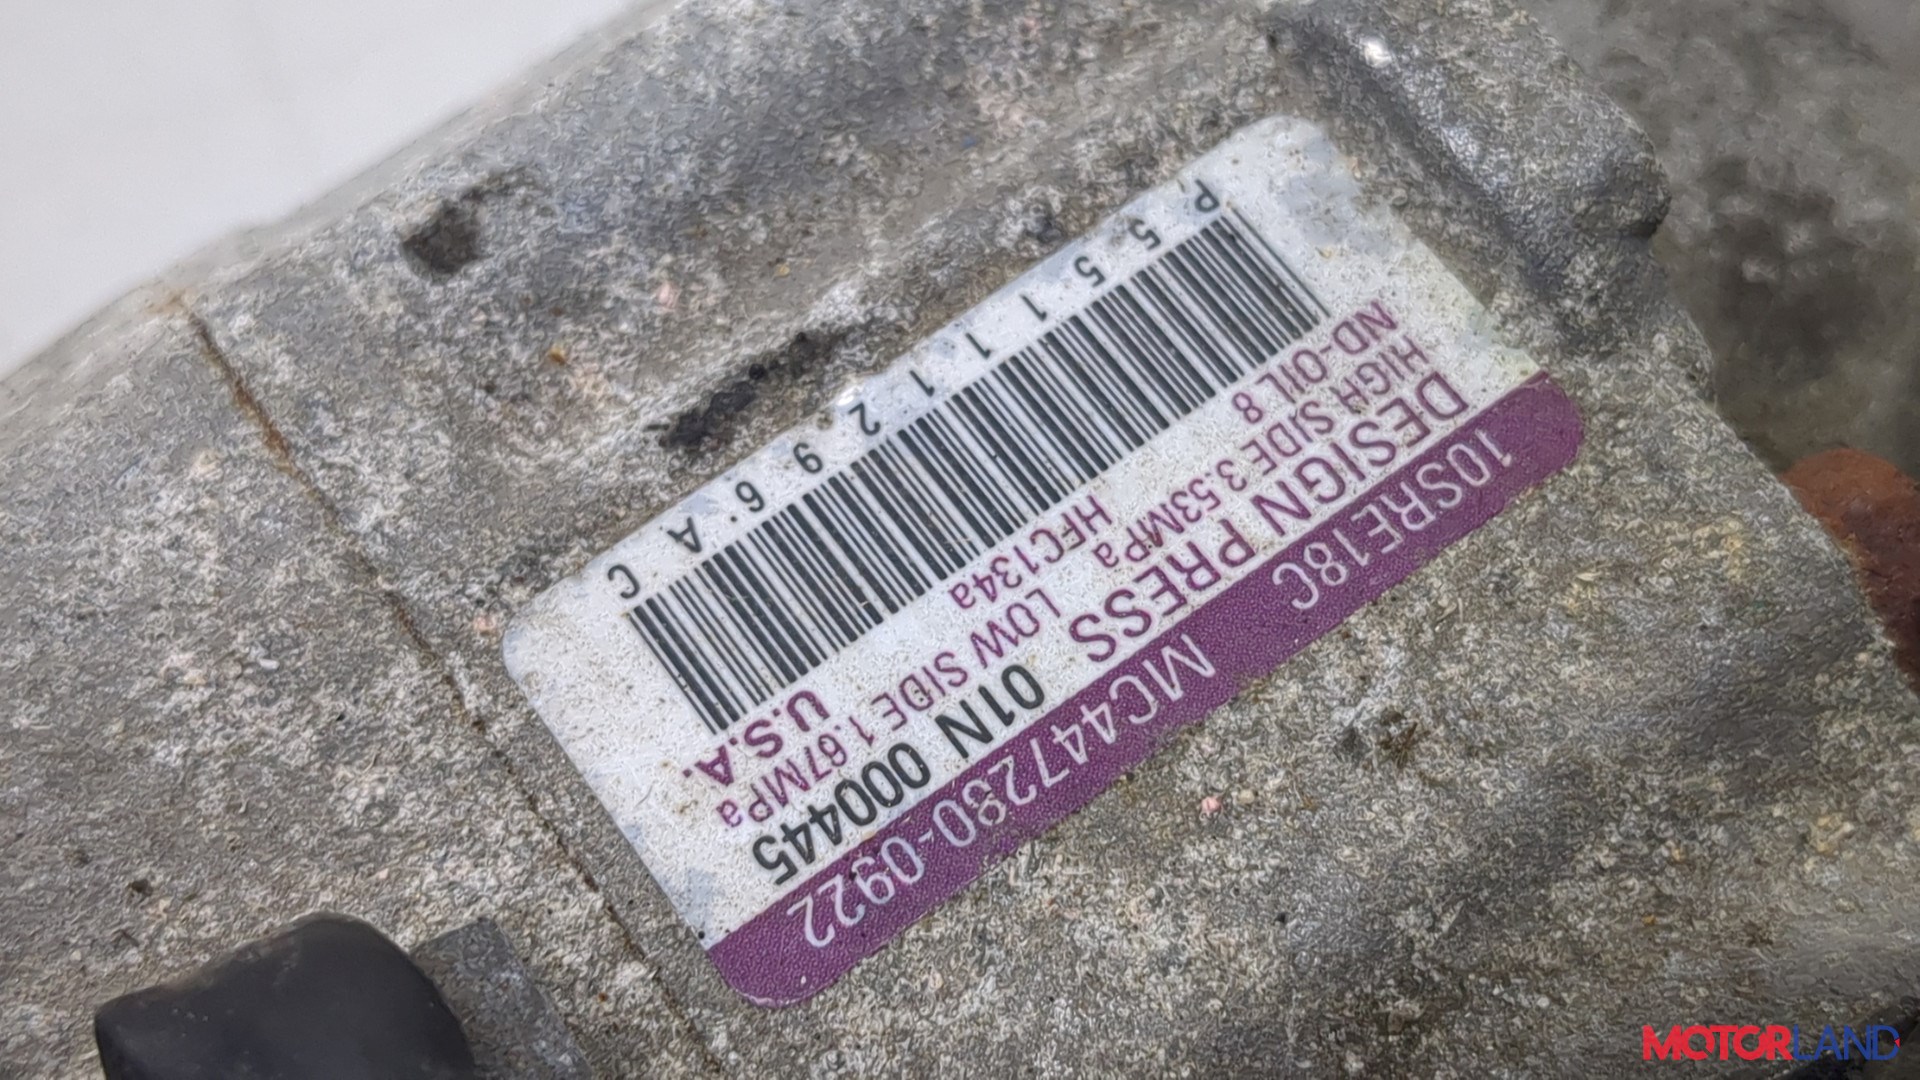 10SRE18C MC447280-0922
DESIGN PRESS 01N 000445
HIGH SIDE 3.53MPa LOW SIDE 1.67MPa
ND-OIL 8 HFC134a U.S.A.
P 5 5 1 1 1 2 9 6 A C
MOTORLAND